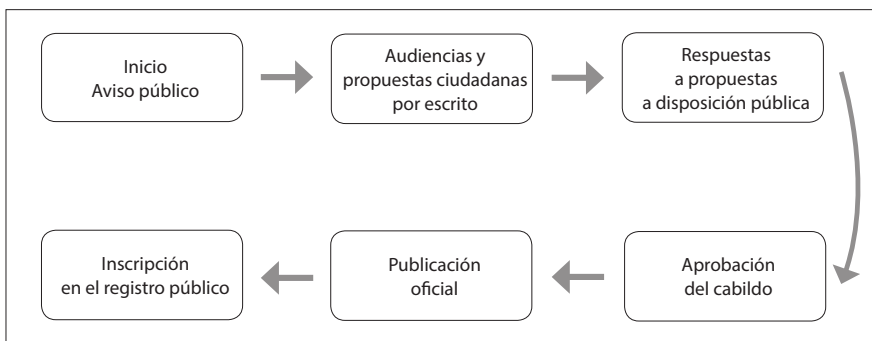 Inicio
Aviso público
Audiencias y
propuestas ciudadanas
por escrito
Respuestas
a propuestas
a disposición pública
Aprobación
del cabildo
Publicación
oficial
Inscripción
en el registro público